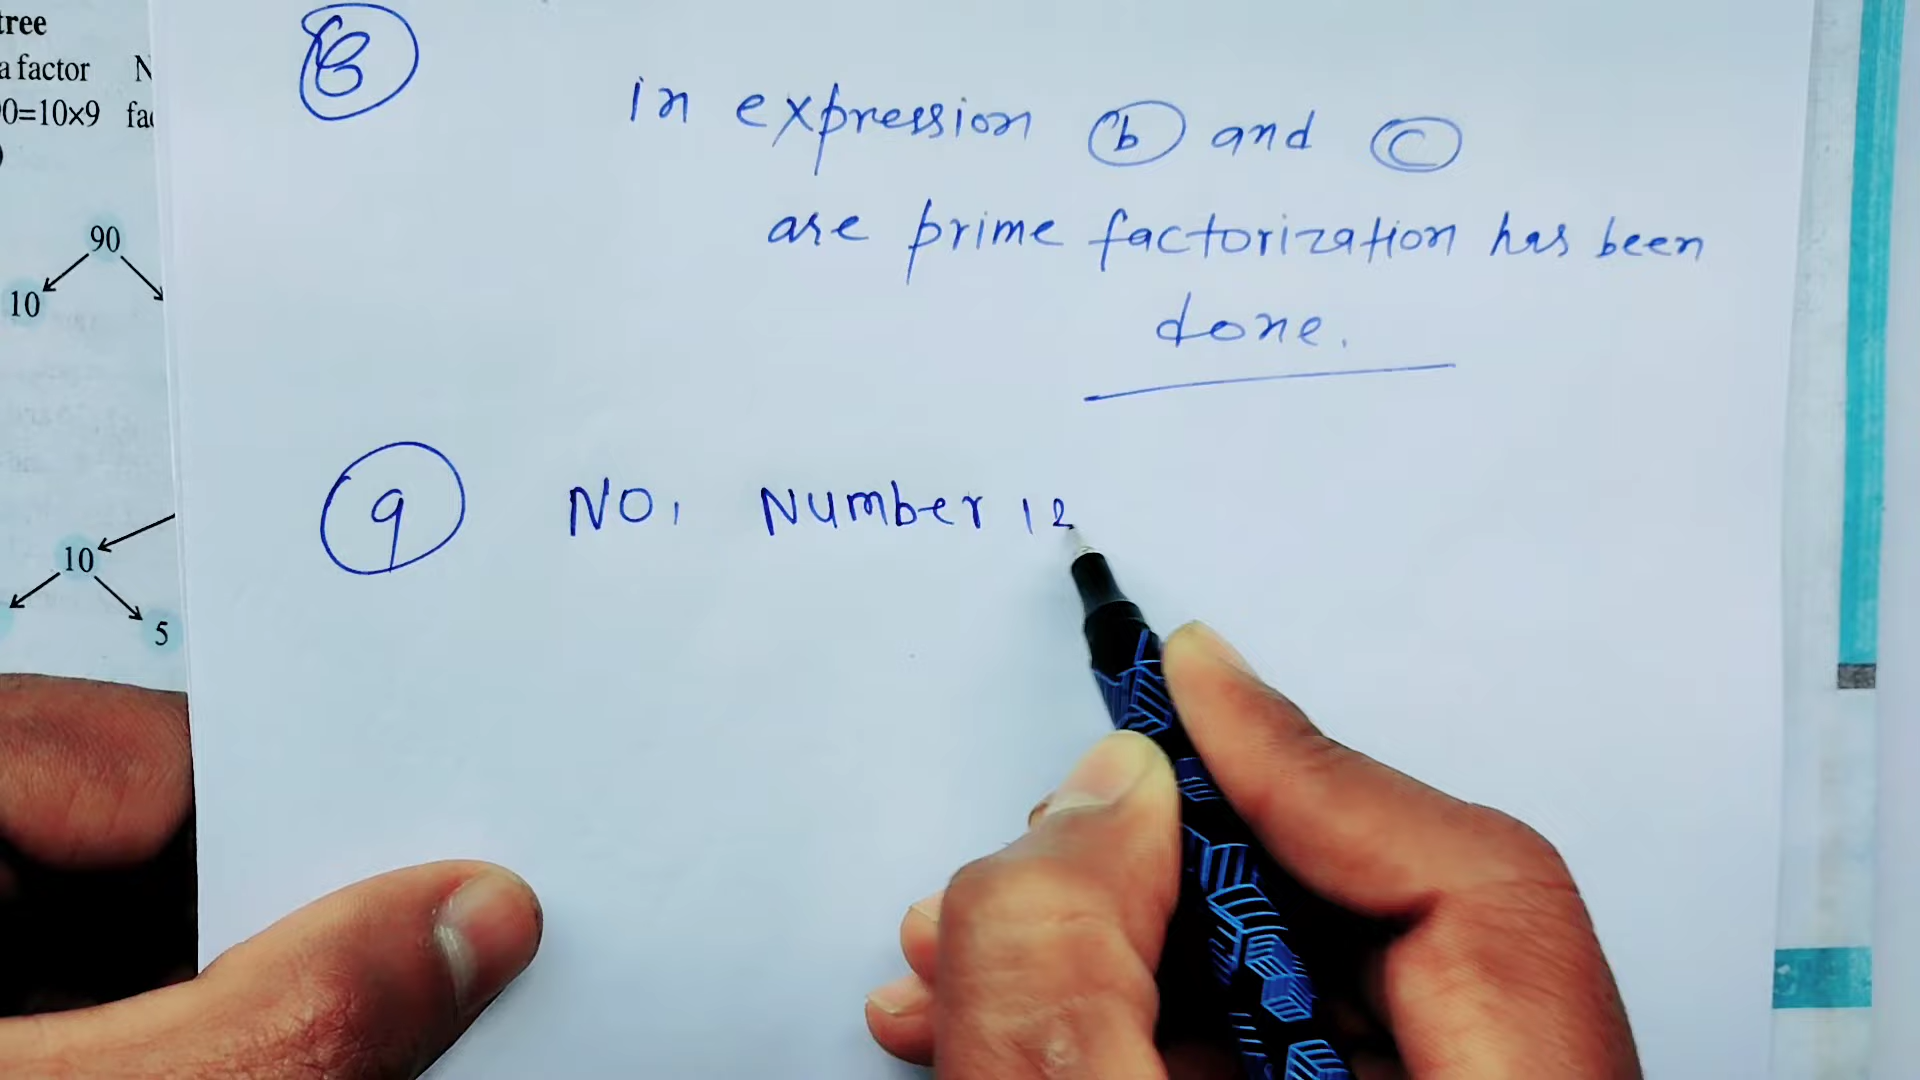 tree
a factor N
0=10×9 fac
90
10
10
5
8
in expression b and c
are prime factorization has been
done.
9 NO, Number 12